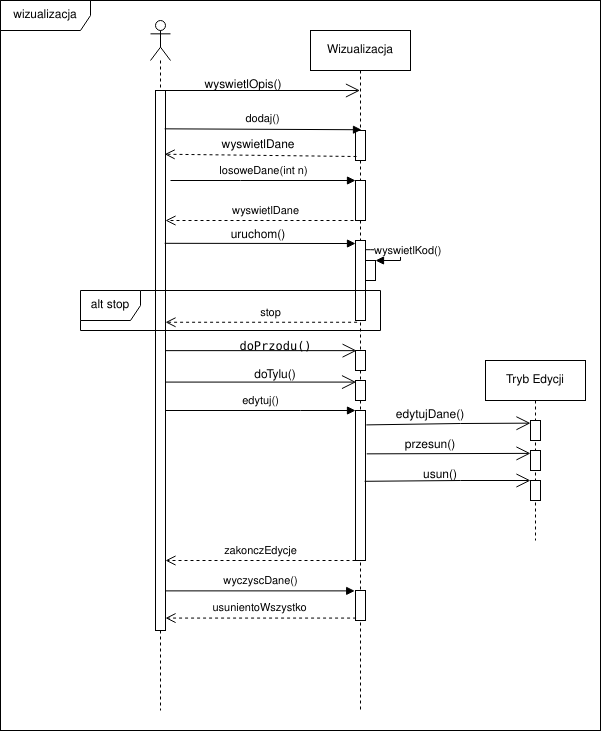 wizualizacja
Wizualizacja
wyswietlOpis()
dodaj()
wyswietlDane
losoweDane(int n)
wyswietlDane
uruchom()
wyswietlKod()
alt stop
stop
doPrzodu()
doTylu()
Tryb Edycji
edytuj()
edytujDane()
przesun()
usun()
zakonczEdycje
wyczyscDane()
usunientoWszystko